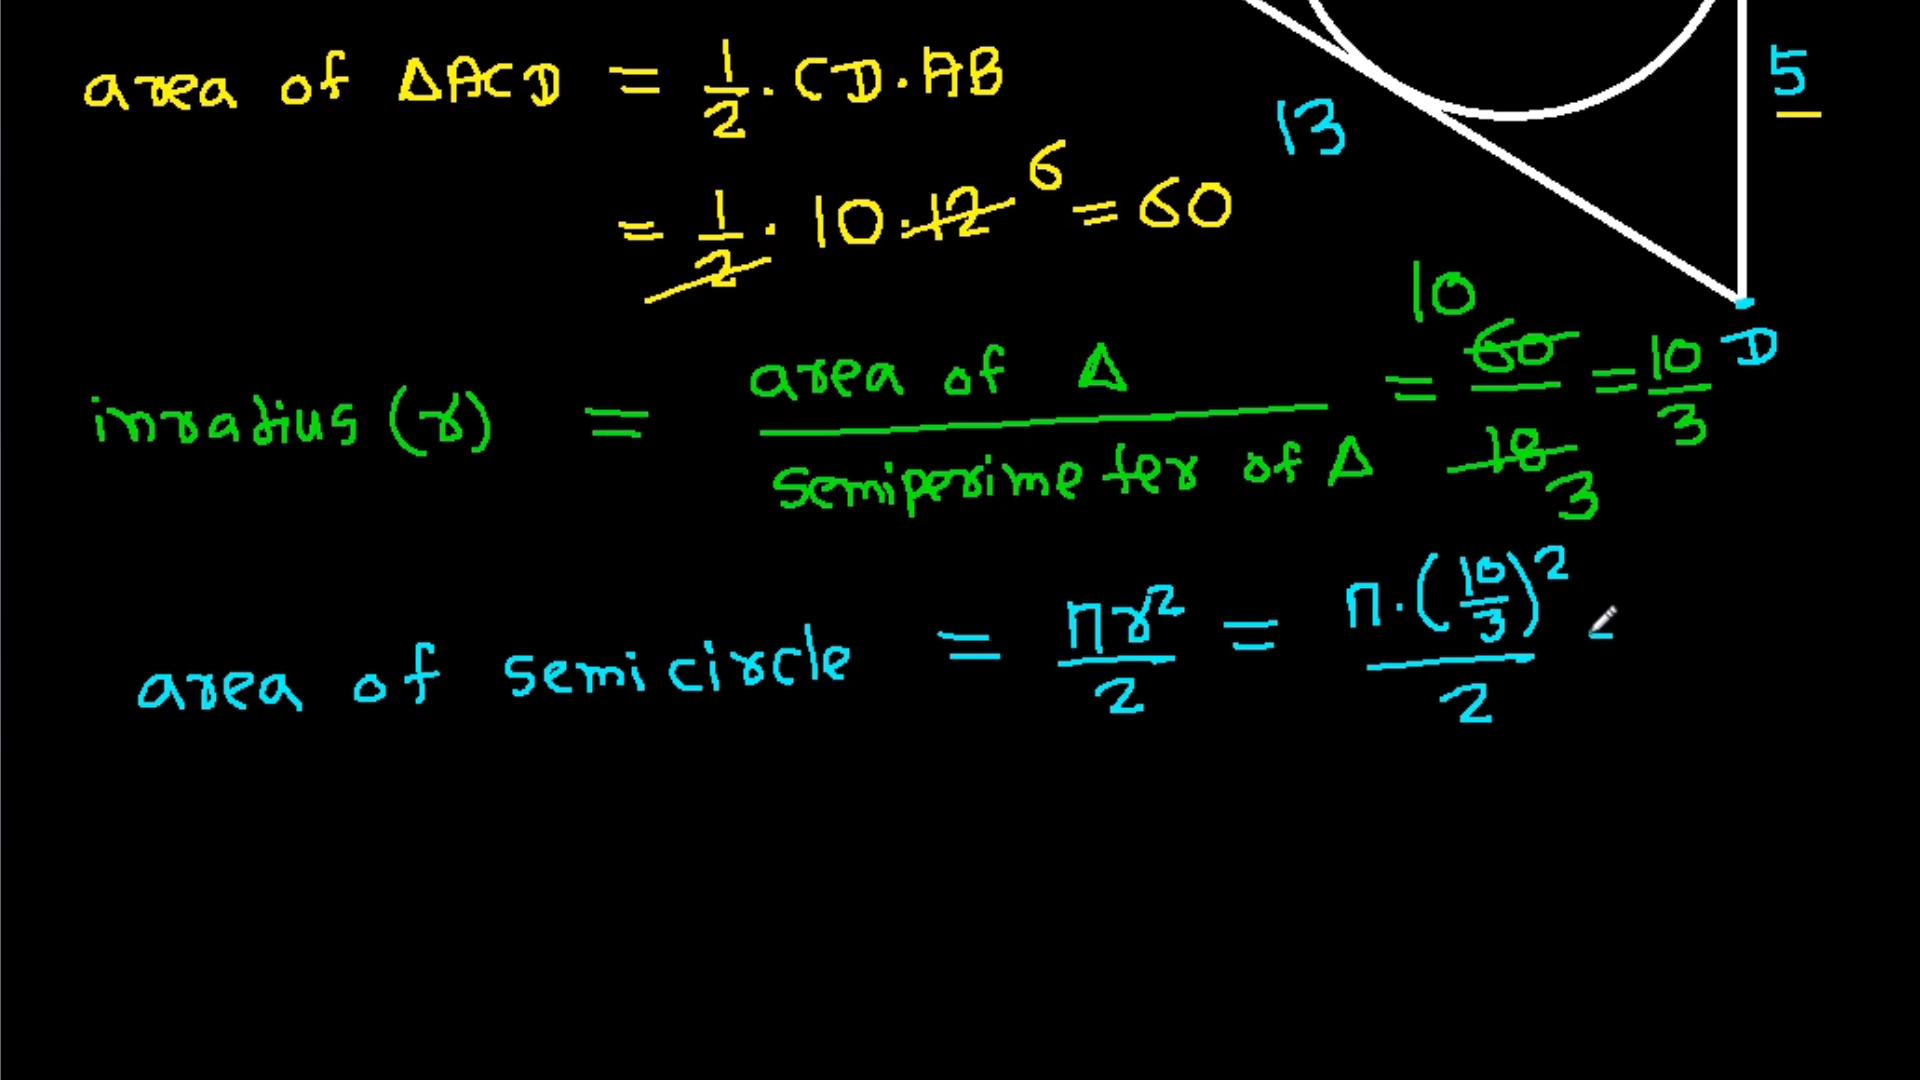 area of ΔACD = 1/2 . CD . AB
5
13
= 1/2 . 10 . 12 6 = 60
D
inradius (r) = area of Δ / semiperimeter of Δ = 10 60 / 18 3 = 10/3
area of semicircle = πr²/2 = π . (10/3)² / 2 -